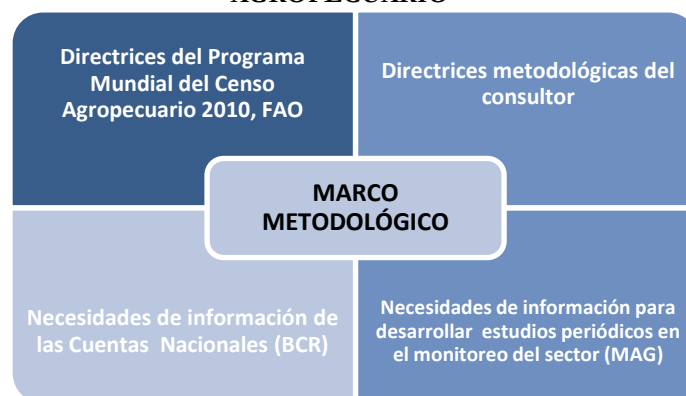 AGROPECUARIO
Directrices del Programa
Mundial del Censo
Agropecuario 2010, FAO
Directrices metodológicas del
consultor
MARCO
METODOLÓGICO
Necesidades de información de
las Cuentas Nacionales (BCR)
Necesidades de información para
desarrollar estudios periódicos en
el monitoreo del sector (MAG)